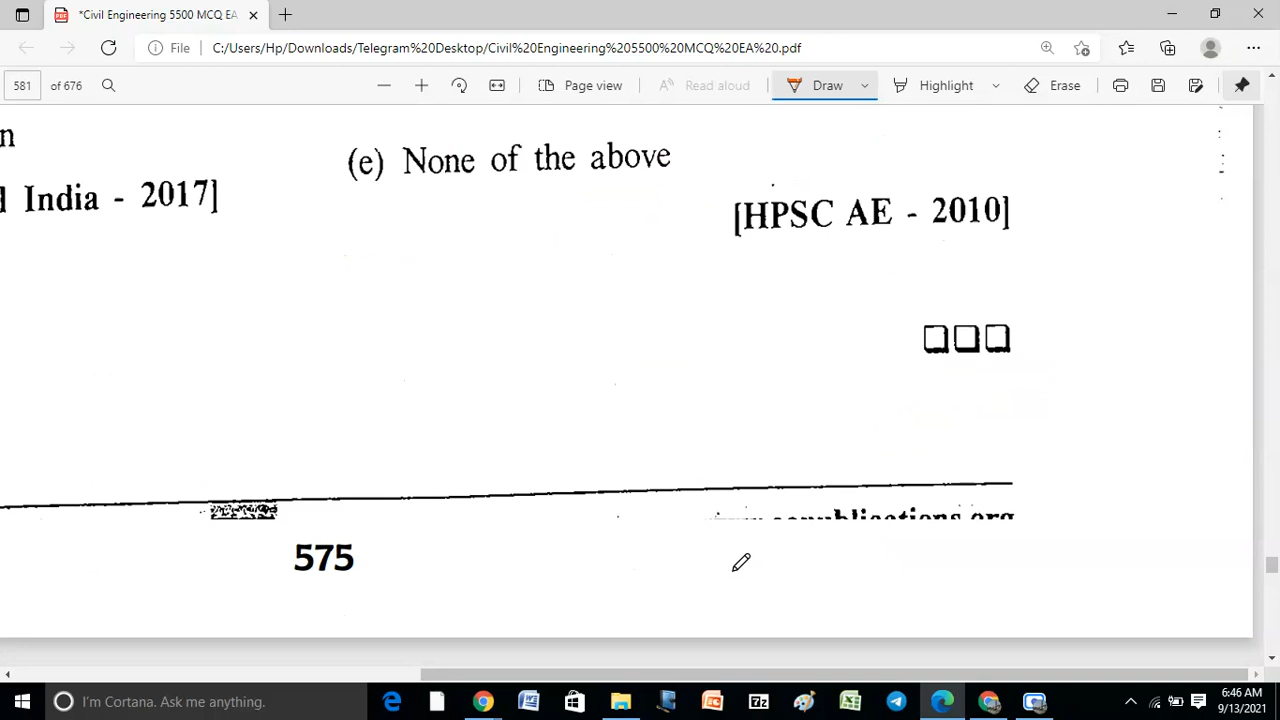 *Civil Engineering 5500 MCQ EA
File
C:/Users/Hp/Downloads/Telegram%20Desktop/Civil%20Engineering%205500%20MCQ%20EA%20.pdf
581 of 676
Page view
Read aloud
Draw
Highlight
Erase
n
India - 2017]
(e) None of the above
[HPSC AE - 2010]
575
I'm Cortana. Ask me anything.
6:46 AM
9/13/2021